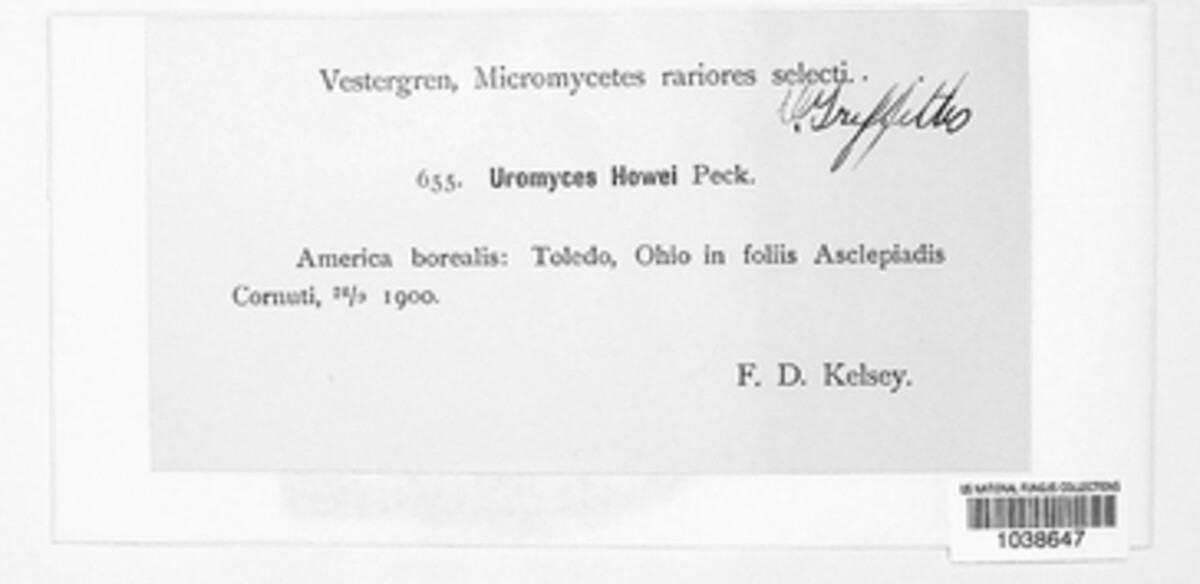 Vestergren, Micromycetes rariores selecti.
Griffiths
655. Uromyces Howei Peck.
America borealis: Toledo, Ohio in foliis Asclepiadis
Cornuti, 1900.
F. D. Kelsey.
US NATIONAL FUNGUS COLLECTIONS
1038647